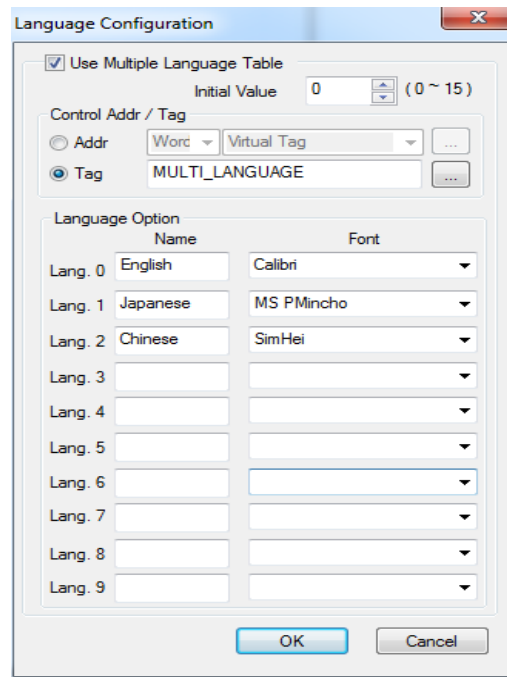 Language Configuration
x
Use Multiple Language Table
Initial Value 0 ( 0 ~ 15 )
Control Addr / Tag
Addr Word Virtual Tag ...
Tag MULTI_LANGUAGE ...
Language Option
Name Font
Lang. 0 English Calibri
Lang. 1 Japanese MS PMincho
Lang. 2 Chinese SimHei
Lang. 3
Lang. 4
Lang. 5
Lang. 6
Lang. 7
Lang. 8
Lang. 9
OK Cancel